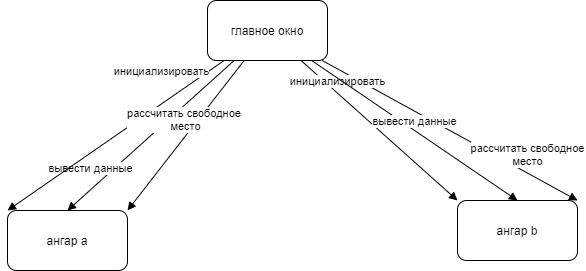 главное окно
инициализировать
инициализировать
рассчитать свободное
место
вывести данные
рассчитать свободное
место
вывести данные
ангар a
ангар b